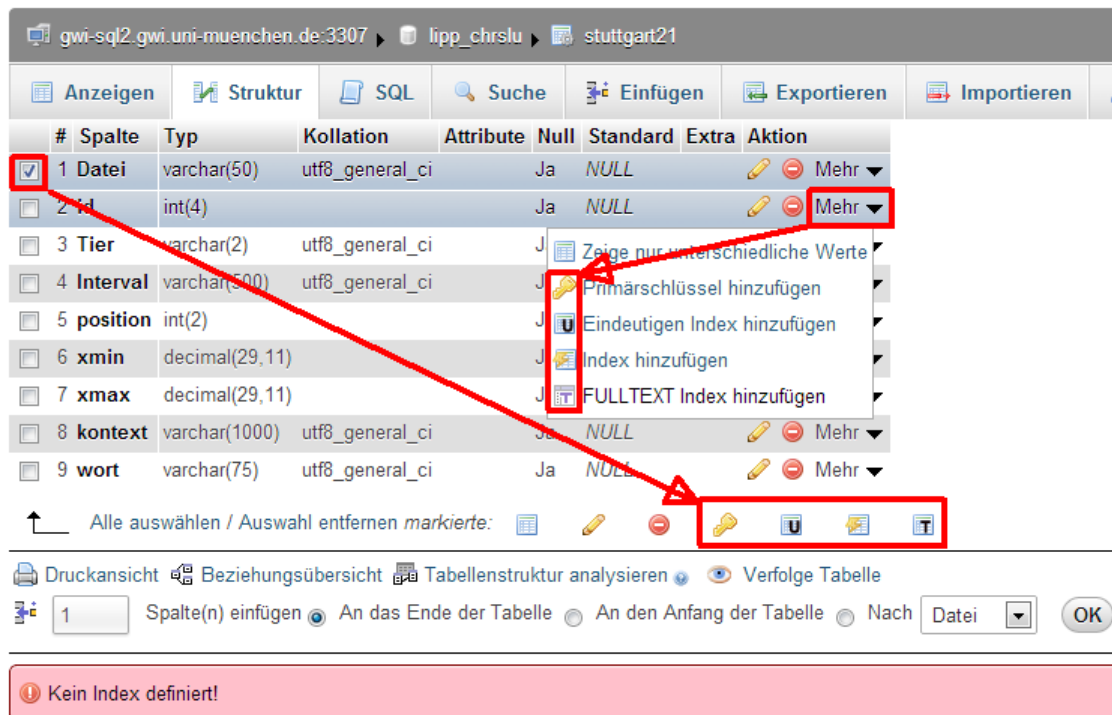 gwi-sql2.gwi.uni-muenchen.de:3307 lipp_chrslu stuttgart21
Anzeigen Struktur SQL Suche Einfügen Exportieren Importieren
# Spalte Typ Kollation Attribute Null Standard Extra Aktion
1 Datei varchar(50) utf8_general_ci Ja NULL Mehr
2 id int(4) Ja NULL Mehr
3 Tier varchar(2) utf8_general_ci J
Zeige nur unterschiedliche Werte
4 Interval varchar(500) utf8_general_ci J
Primärschlüssel hinzufügen
5 position int(2) J
Eindeutigen Index hinzufügen
6 xmin decimal(29,11) J
Index hinzufügen
7 xmax decimal(29,11) J
FULLTEXT Index hinzufügen
8 kontext varchar(1000) utf8_general_ci Ja NULL Mehr
9 wort varchar(75) utf8_general_ci Ja NULL Mehr
Alle auswählen / Auswahl entfernen markierte:
Druckansicht Beziehungsübersicht Tabellenstruktur analysieren Verfolge Tabelle
1 Spalte(n) einfügen An das Ende der Tabelle An den Anfang der Tabelle Nach Datei OK
Kein Index definiert!